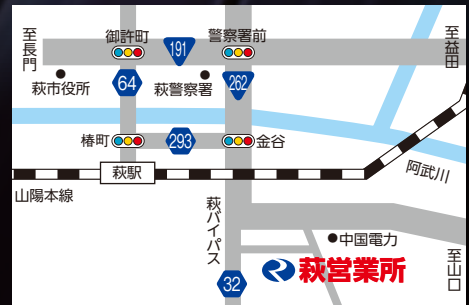 至長門
御許町
191
警察署前
至益田
萩市役所
64
萩警察署
262
椿町
293
金谷
萩駅
阿武川
山陽本線
萩バイパス
中国電力
萩営業所
至山口
32